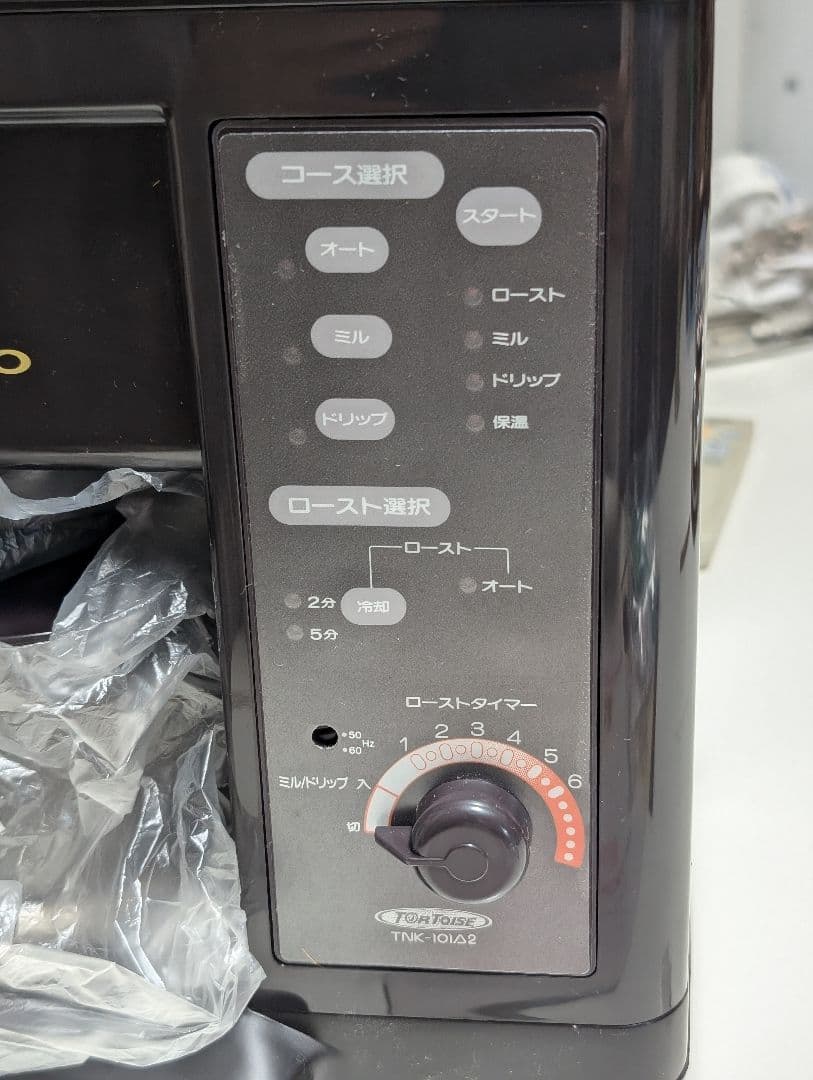 コース選択
スタート
オート
ロースト
ミル
ミル
ドリップ
ドリップ
保温
ロースト選択
ロースト
オート
2分
冷却
5分
ローストタイマー
50
60
Hz
1 2 3 4 5 6
ミル/ドリップ 入
切
TORTOISE
TNK-101A2